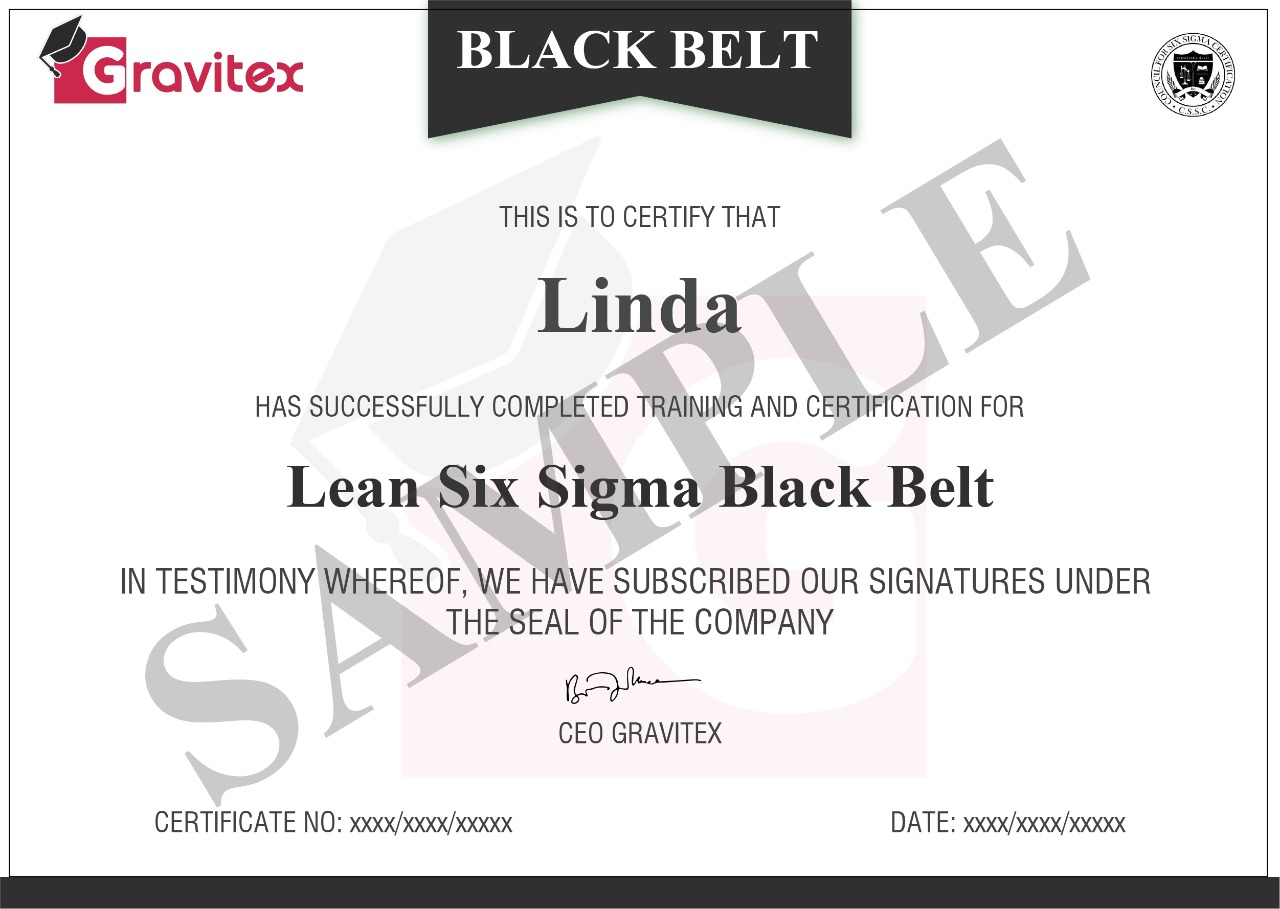 Gravitex
BLACK BELT
COUNCIL FOR SIX SIGMA CERTIFICATION
• C.S.S.C. •
THIS IS TO CERTIFY THAT
Linda
HAS SUCCESSFULLY COMPLETED TRAINING AND CERTIFICATION FOR
Lean Six Sigma Black Belt
SAMPLE
IN TESTIMONY WHEREOF, WE HAVE SUBSCRIBED OUR SIGNATURES UNDER
THE SEAL OF THE COMPANY
CEO GRAVITEX
CERTIFICATE NO: xxxx/xxxx/xxxxx
DATE: xxxx/xxxx/xxxxx